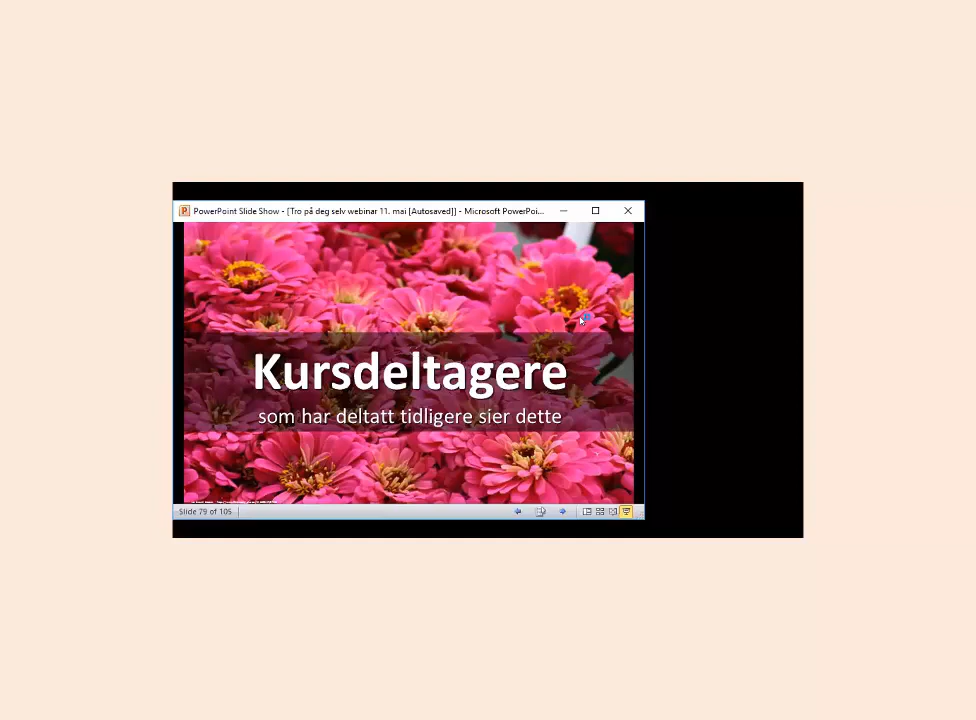 PowerPoint Slide Show - [Tro på deg selv webinar 11. mai [Autosaved]] - Microsoft PowerPoi...
Kursdeltagere
som har deltatt tidligere sier dette
Slide 79 of 105